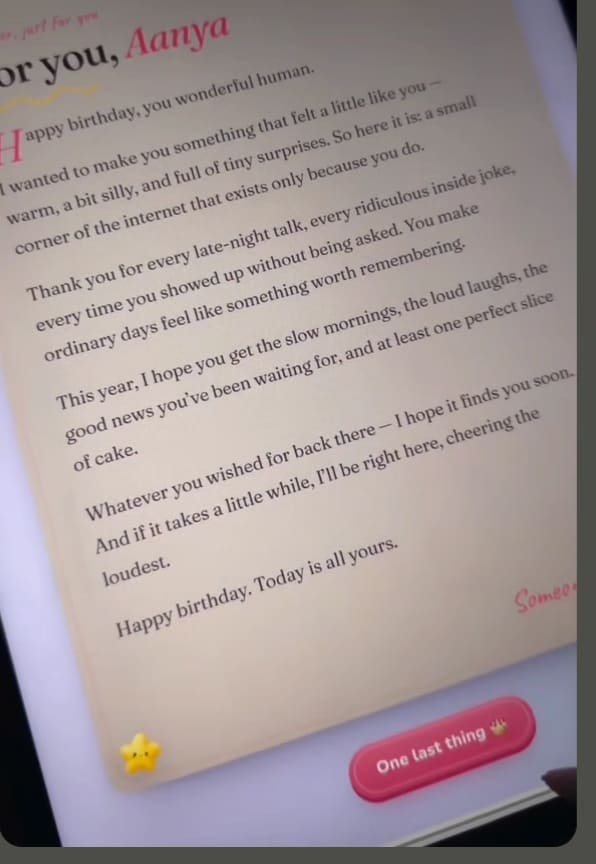 just for you
or you, Aanya
Happy birthday, you wonderful human.
I wanted to make you something that felt a little like you —
warm, a bit silly, and full of tiny surprises. So here it is: a small
corner of the internet that exists only because you do.
Thank you for every late-night talk, every ridiculous inside joke,
every time you showed up without being asked. You make
ordinary days feel like something worth remembering.
This year, I hope you get the slow mornings, the loud laughs, the
good news you've been waiting for, and at least one perfect slice
of cake.
Whatever you wished for back there — I hope it finds you soon.
And if it takes a little while, I'll be right here, cheering the
loudest.
Happy birthday. Today is all yours.
One last thing